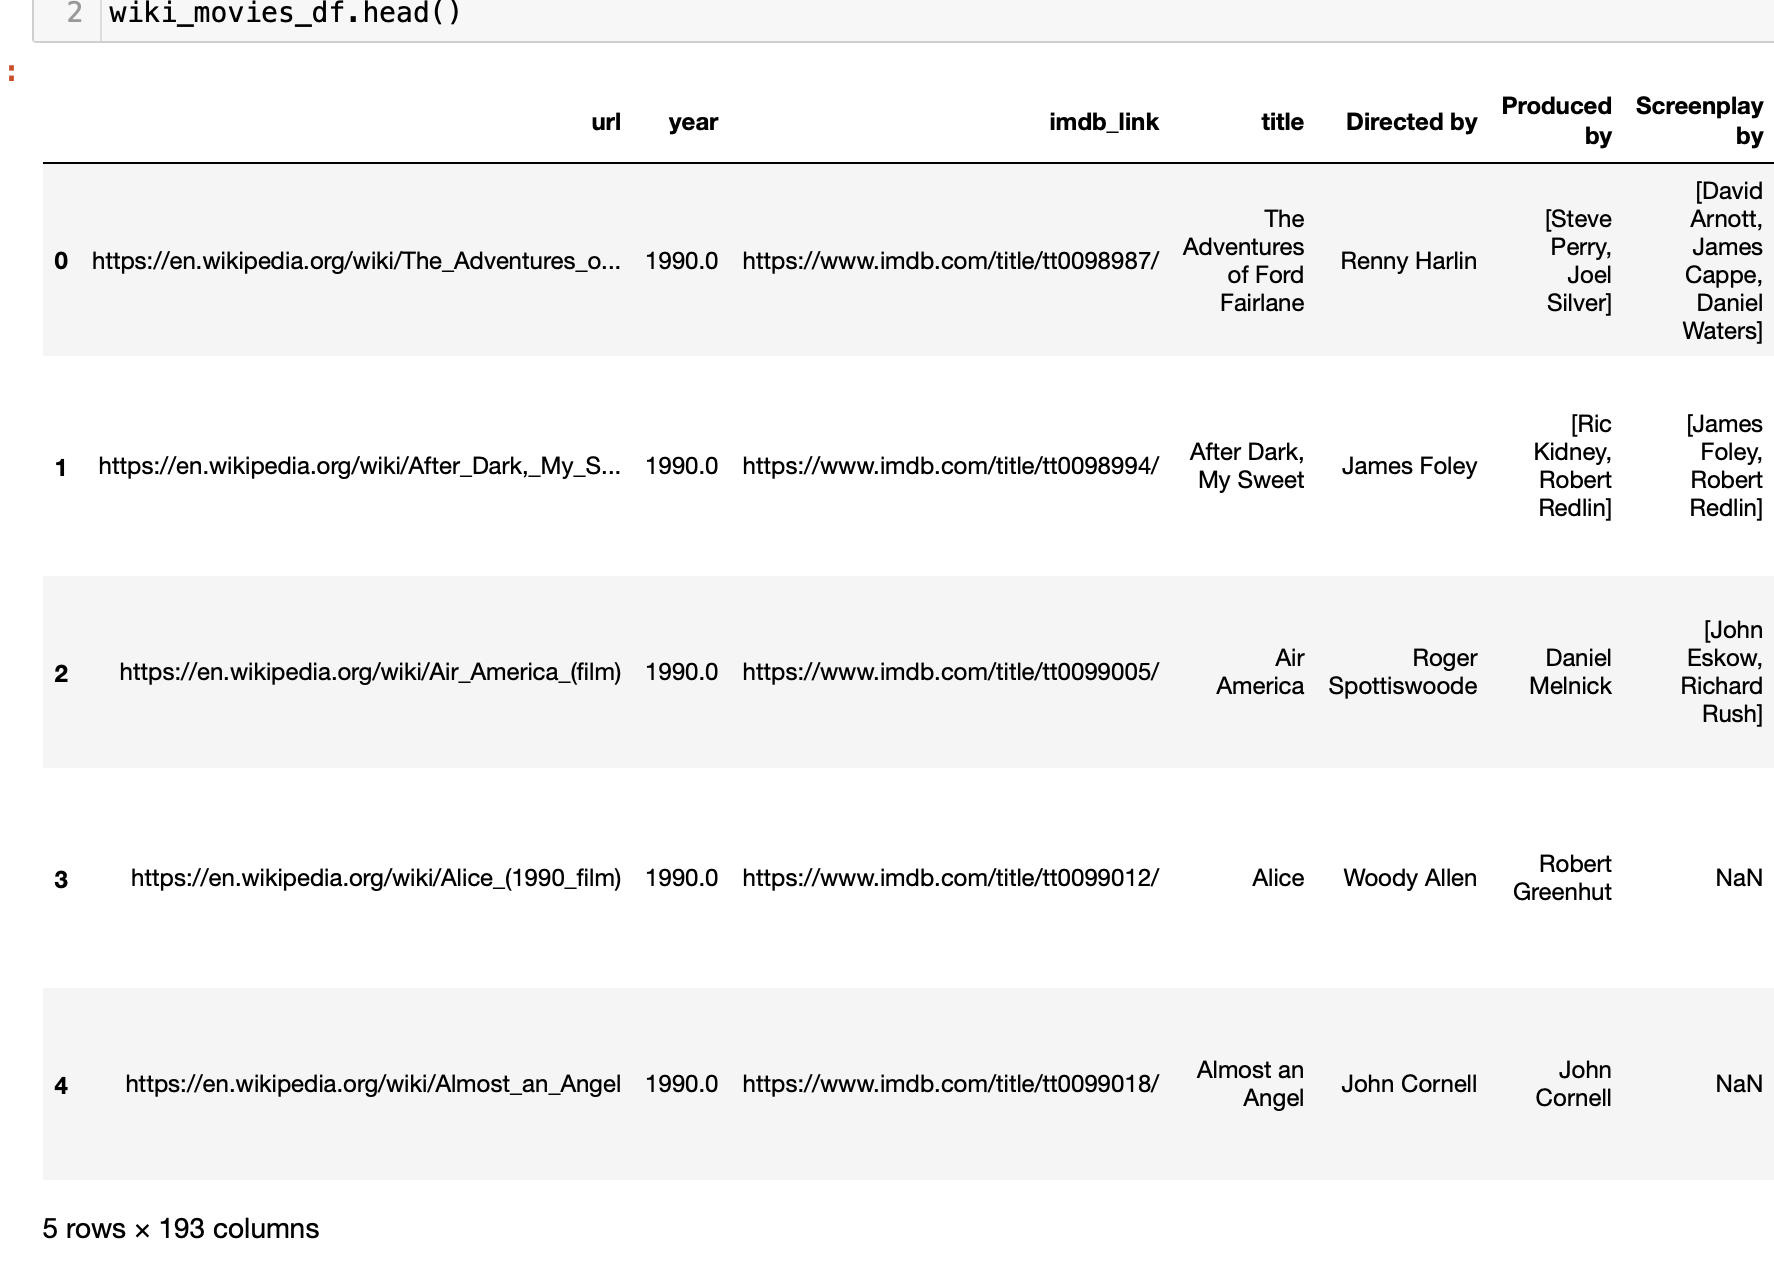 2 wiki_movies_df.head()
:
url year imdb_link title Directed by Produced by Screenplay by
0 https://en.wikipedia.org/wiki/The_Adventures_o... 1990.0 https://www.imdb.com/title/tt0098987/ The Adventures of Ford Fairlane Renny Harlin [Steve Perry, Joel Silver] [David Arnott, James Cappe, Daniel Waters]
1 https://en.wikipedia.org/wiki/After_Dark,_My_S... 1990.0 https://www.imdb.com/title/tt0098994/ After Dark, My Sweet James Foley [Ric Kidney, Robert Redlin] [James Foley, Robert Redlin]
2 https://en.wikipedia.org/wiki/Air_America_(film) 1990.0 https://www.imdb.com/title/tt0099005/ Air America Roger Spottiswoode Daniel Melnick [John Eskow, Richard Rush]
3 https://en.wikipedia.org/wiki/Alice_(1990_film) 1990.0 https://www.imdb.com/title/tt0099012/ Alice Woody Allen Robert Greenhut NaN
4 https://en.wikipedia.org/wiki/Almost_an_Angel 1990.0 https://www.imdb.com/title/tt0099018/ Almost an Angel John Cornell John Cornell NaN
5 rows × 193 columns